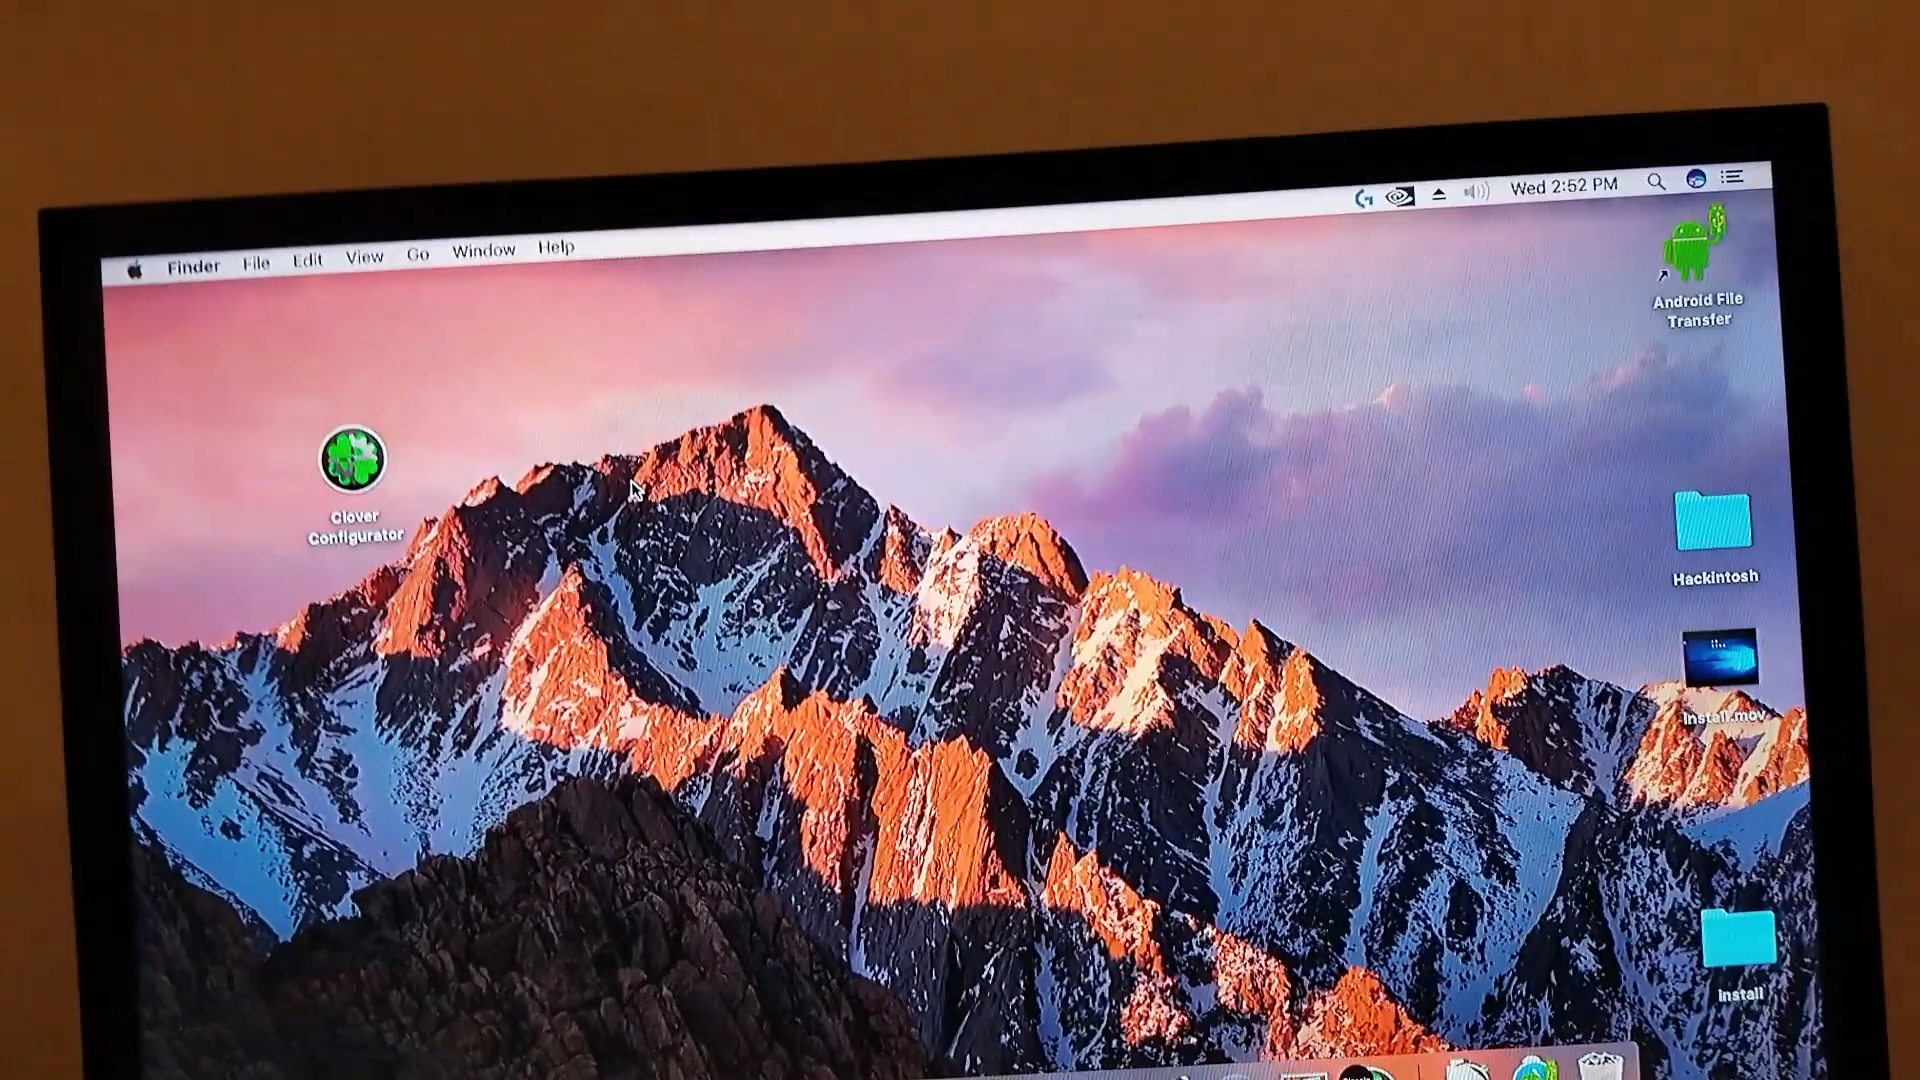 Finder File Edit View Go Window Help
Wed 2:52 PM
Android File
Transfer
Clover
Configurator
Hackintosh
Install.mov
Install